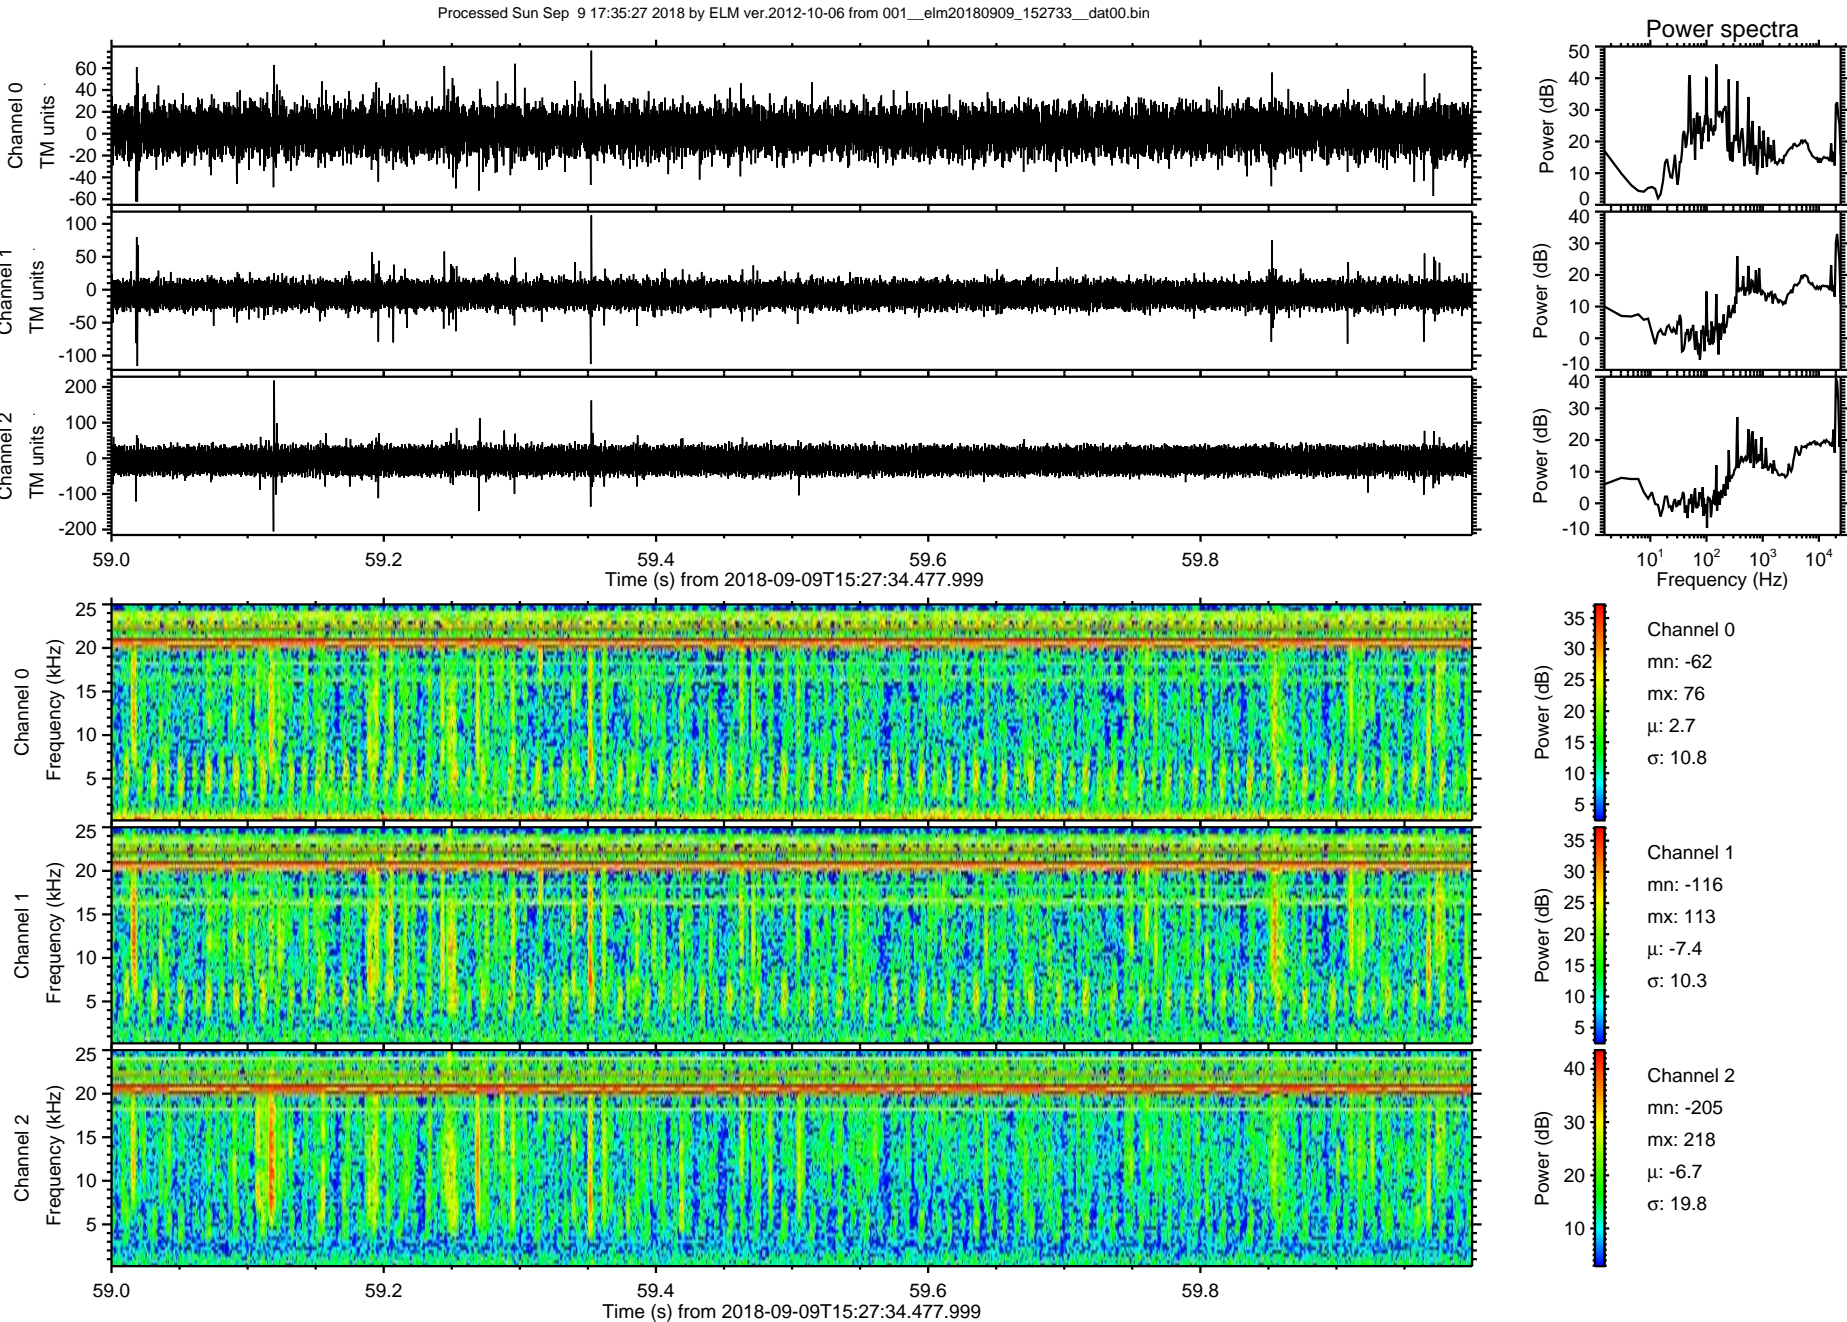 Processed Sun Sep  9 17:35:27 2018 by ELM ver.2012-10-06 from 001__elm20180909_152733__dat00.bin
Power spectra
Channel 0
TM units
60
40
20
0
-20
-40
-60
Power (dB)
50
40
30
20
10
0
Channel 1
TM units
100
50
0
-50
-100
Power (dB)
40
30
20
10
0
-10
Channel 2
TM units
200
100
0
-100
-200
Power (dB)
40
30
20
10
0
-10
59.0 59.2 59.4 59.6 59.8
Time (s) from 2018-09-09T15:27:34.477.999
10^1 10^2 10^3 10^4
Frequency (Hz)
Channel 0
Frequency (kHz)
25
20
15
10
5
Power (dB)
35
30
25
20
15
10
5
Channel 0
mn: -62
mx: 76
μ: 2.7
σ: 10.8
Channel 1
Frequency (kHz)
25
20
15
10
5
Power (dB)
35
30
25
20
15
10
5
Channel 1
mn: -116
mx: 113
μ: -7.4
σ: 10.3
Channel 2
Frequency (kHz)
25
20
15
10
5
Power (dB)
40
30
20
10
Channel 2
mn: -205
mx: 218
μ: -6.7
σ: 19.8
59.0 59.2 59.4 59.6 59.8
Time (s) from 2018-09-09T15:27:34.477.999